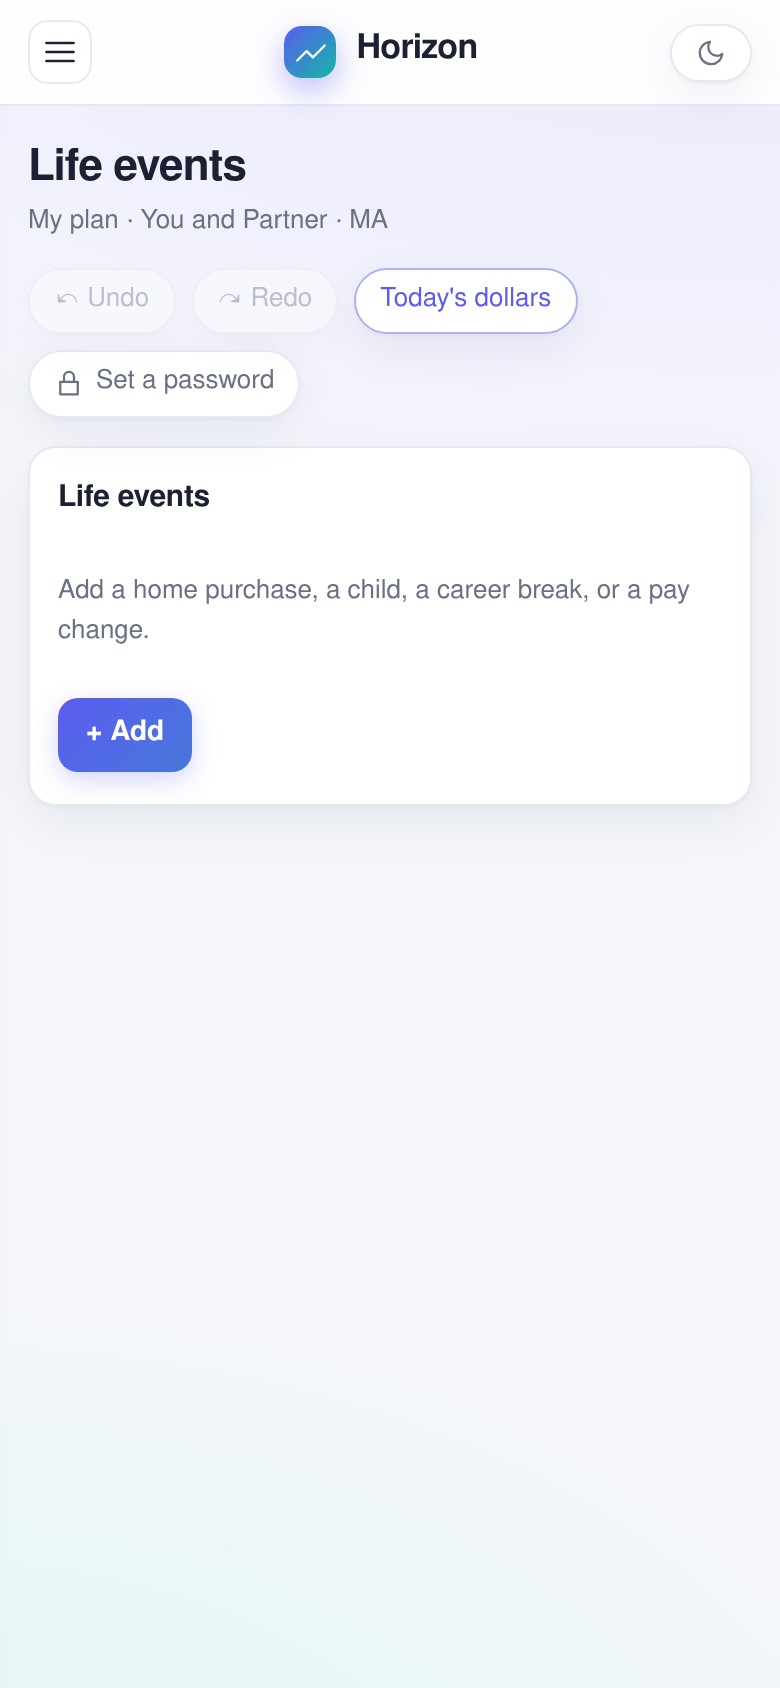 Horizon
Life events
My plan · You and Partner · MA
Undo
Redo
Today's dollars
Set a password
Life events
Add a home purchase, a child, a career break, or a pay
change.
+ Add